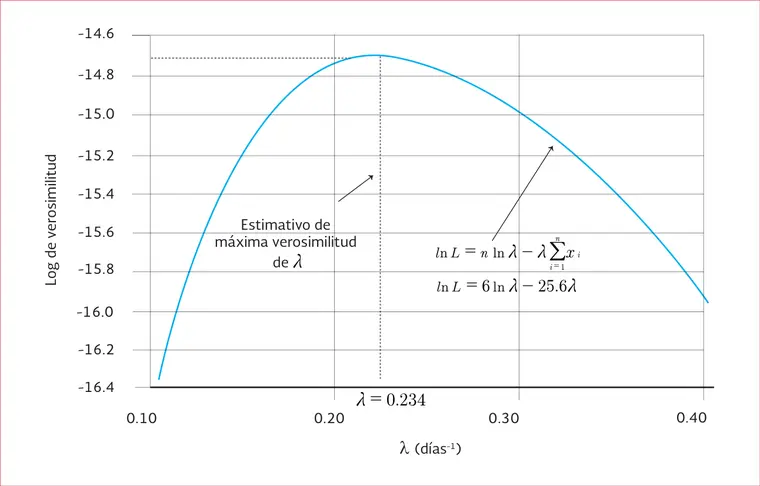 -14.6
-14.8
-15.0
-15.2
-15.4
-15.6
-15.8
-16.0
-16.2
-16.4
Log de verosimilitud
Estimativo de
máxima verosimilitud
de λ
ln L = n ln λ − λ ∑ x i
n
i = 1
ln L = 6 ln λ − 25.6λ
λ = 0.234
0.10 0.20 0.30 0.40
λ (días-1)